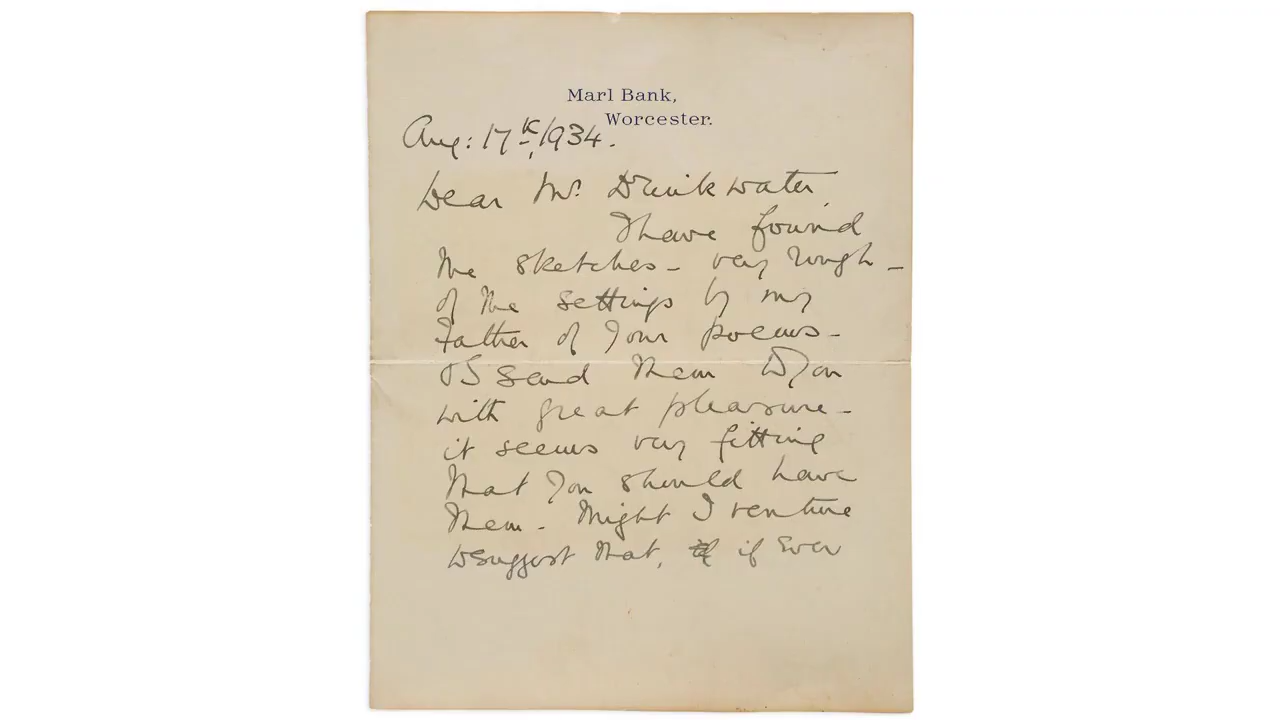 Marl Bank,
Worcester.
Aug: 17th/1934.
Dear Mr. Drinkwater,
I have found
the sketches - very rough -
of the settings by my
Father of your poems -
I send them to you
with great pleasure -
it seems very fitting
that you should have
them - Might I venture
to suggest that, if ever